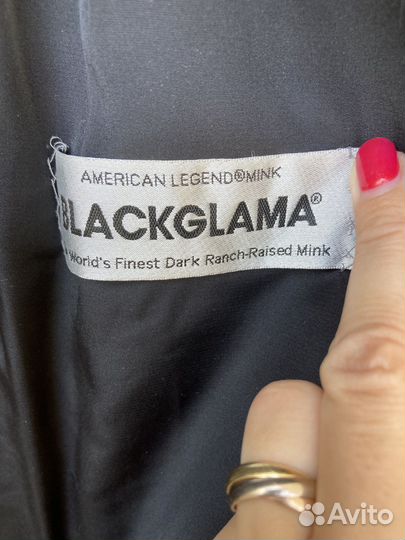 AMERICAN LEGEND®MINK
BLACKGLAMA®
World's Finest Dark Ranch-Raised Mink
Avito